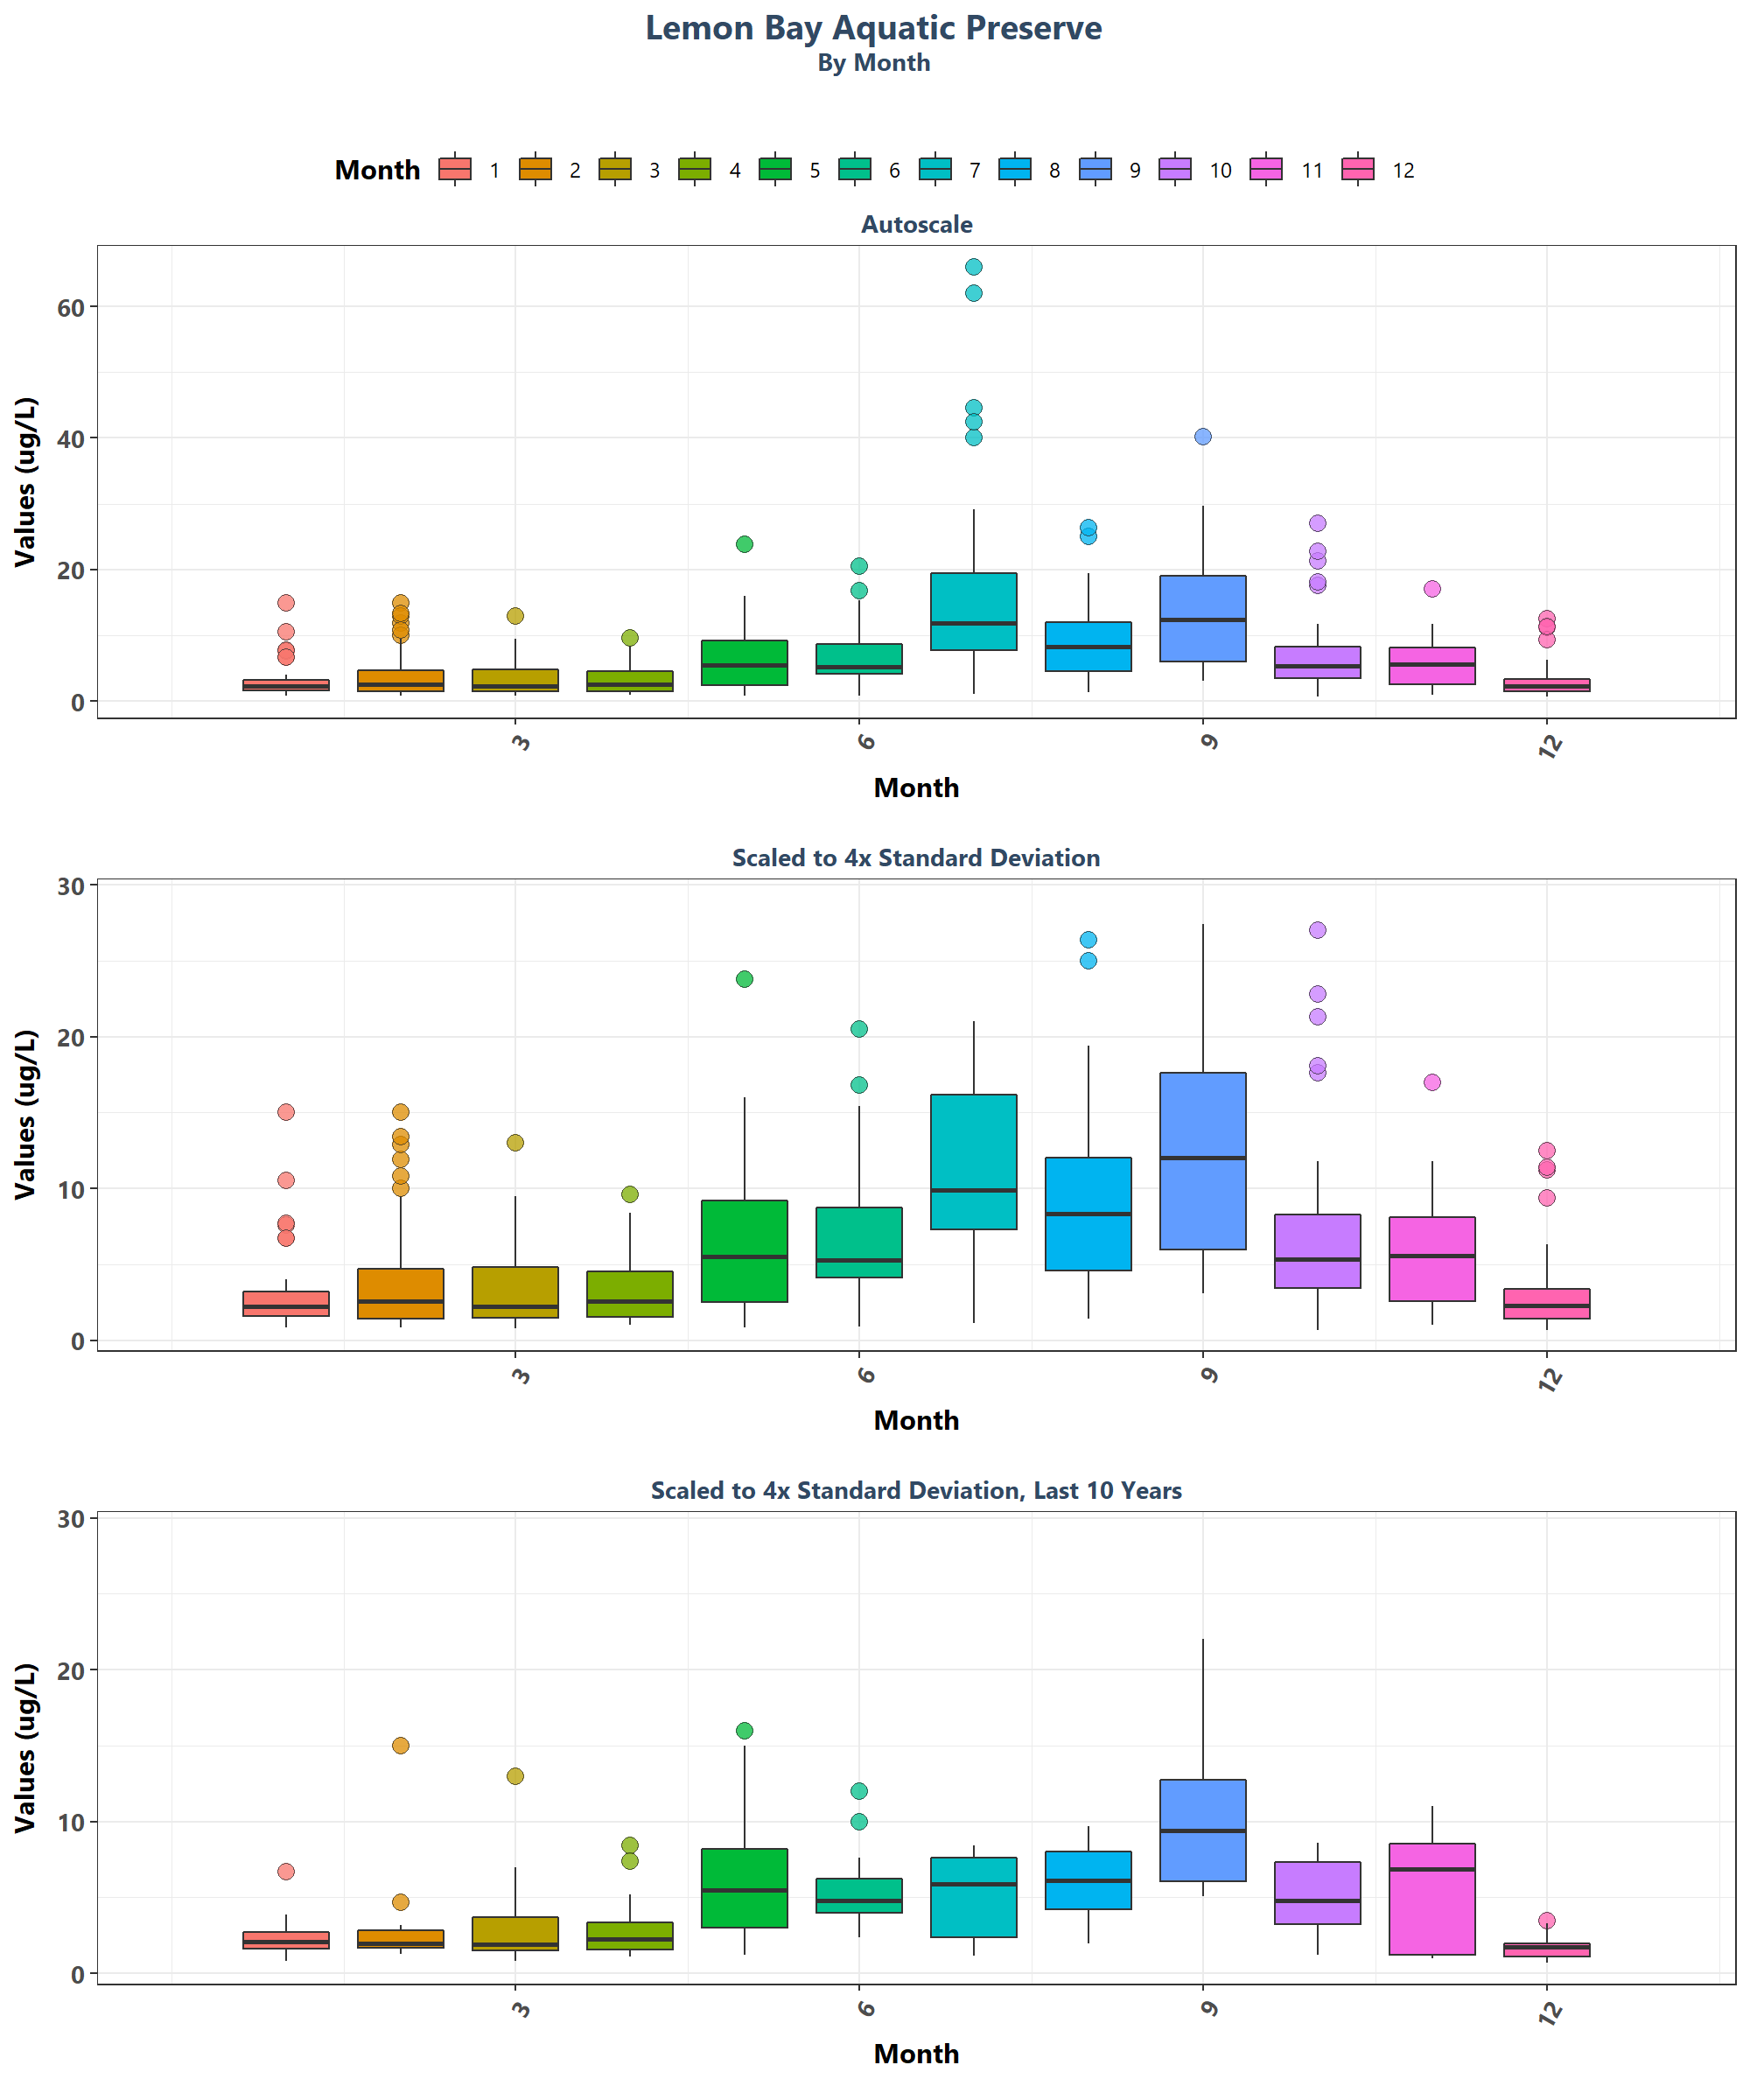 Lemon Bay Aquatic Preserve
By Month
Month 1 2 3 4 5 6 7 8 9 10 11 12
Autoscale
Values (ug/L)
60
40
20
0
3 6 9 12
Month
Scaled to 4x Standard Deviation
Values (ug/L)
30
20
10
0
3 6 9 12
Month
Scaled to 4x Standard Deviation, Last 10 Years
Values (ug/L)
30
20
10
0
3 6 9 12
Month